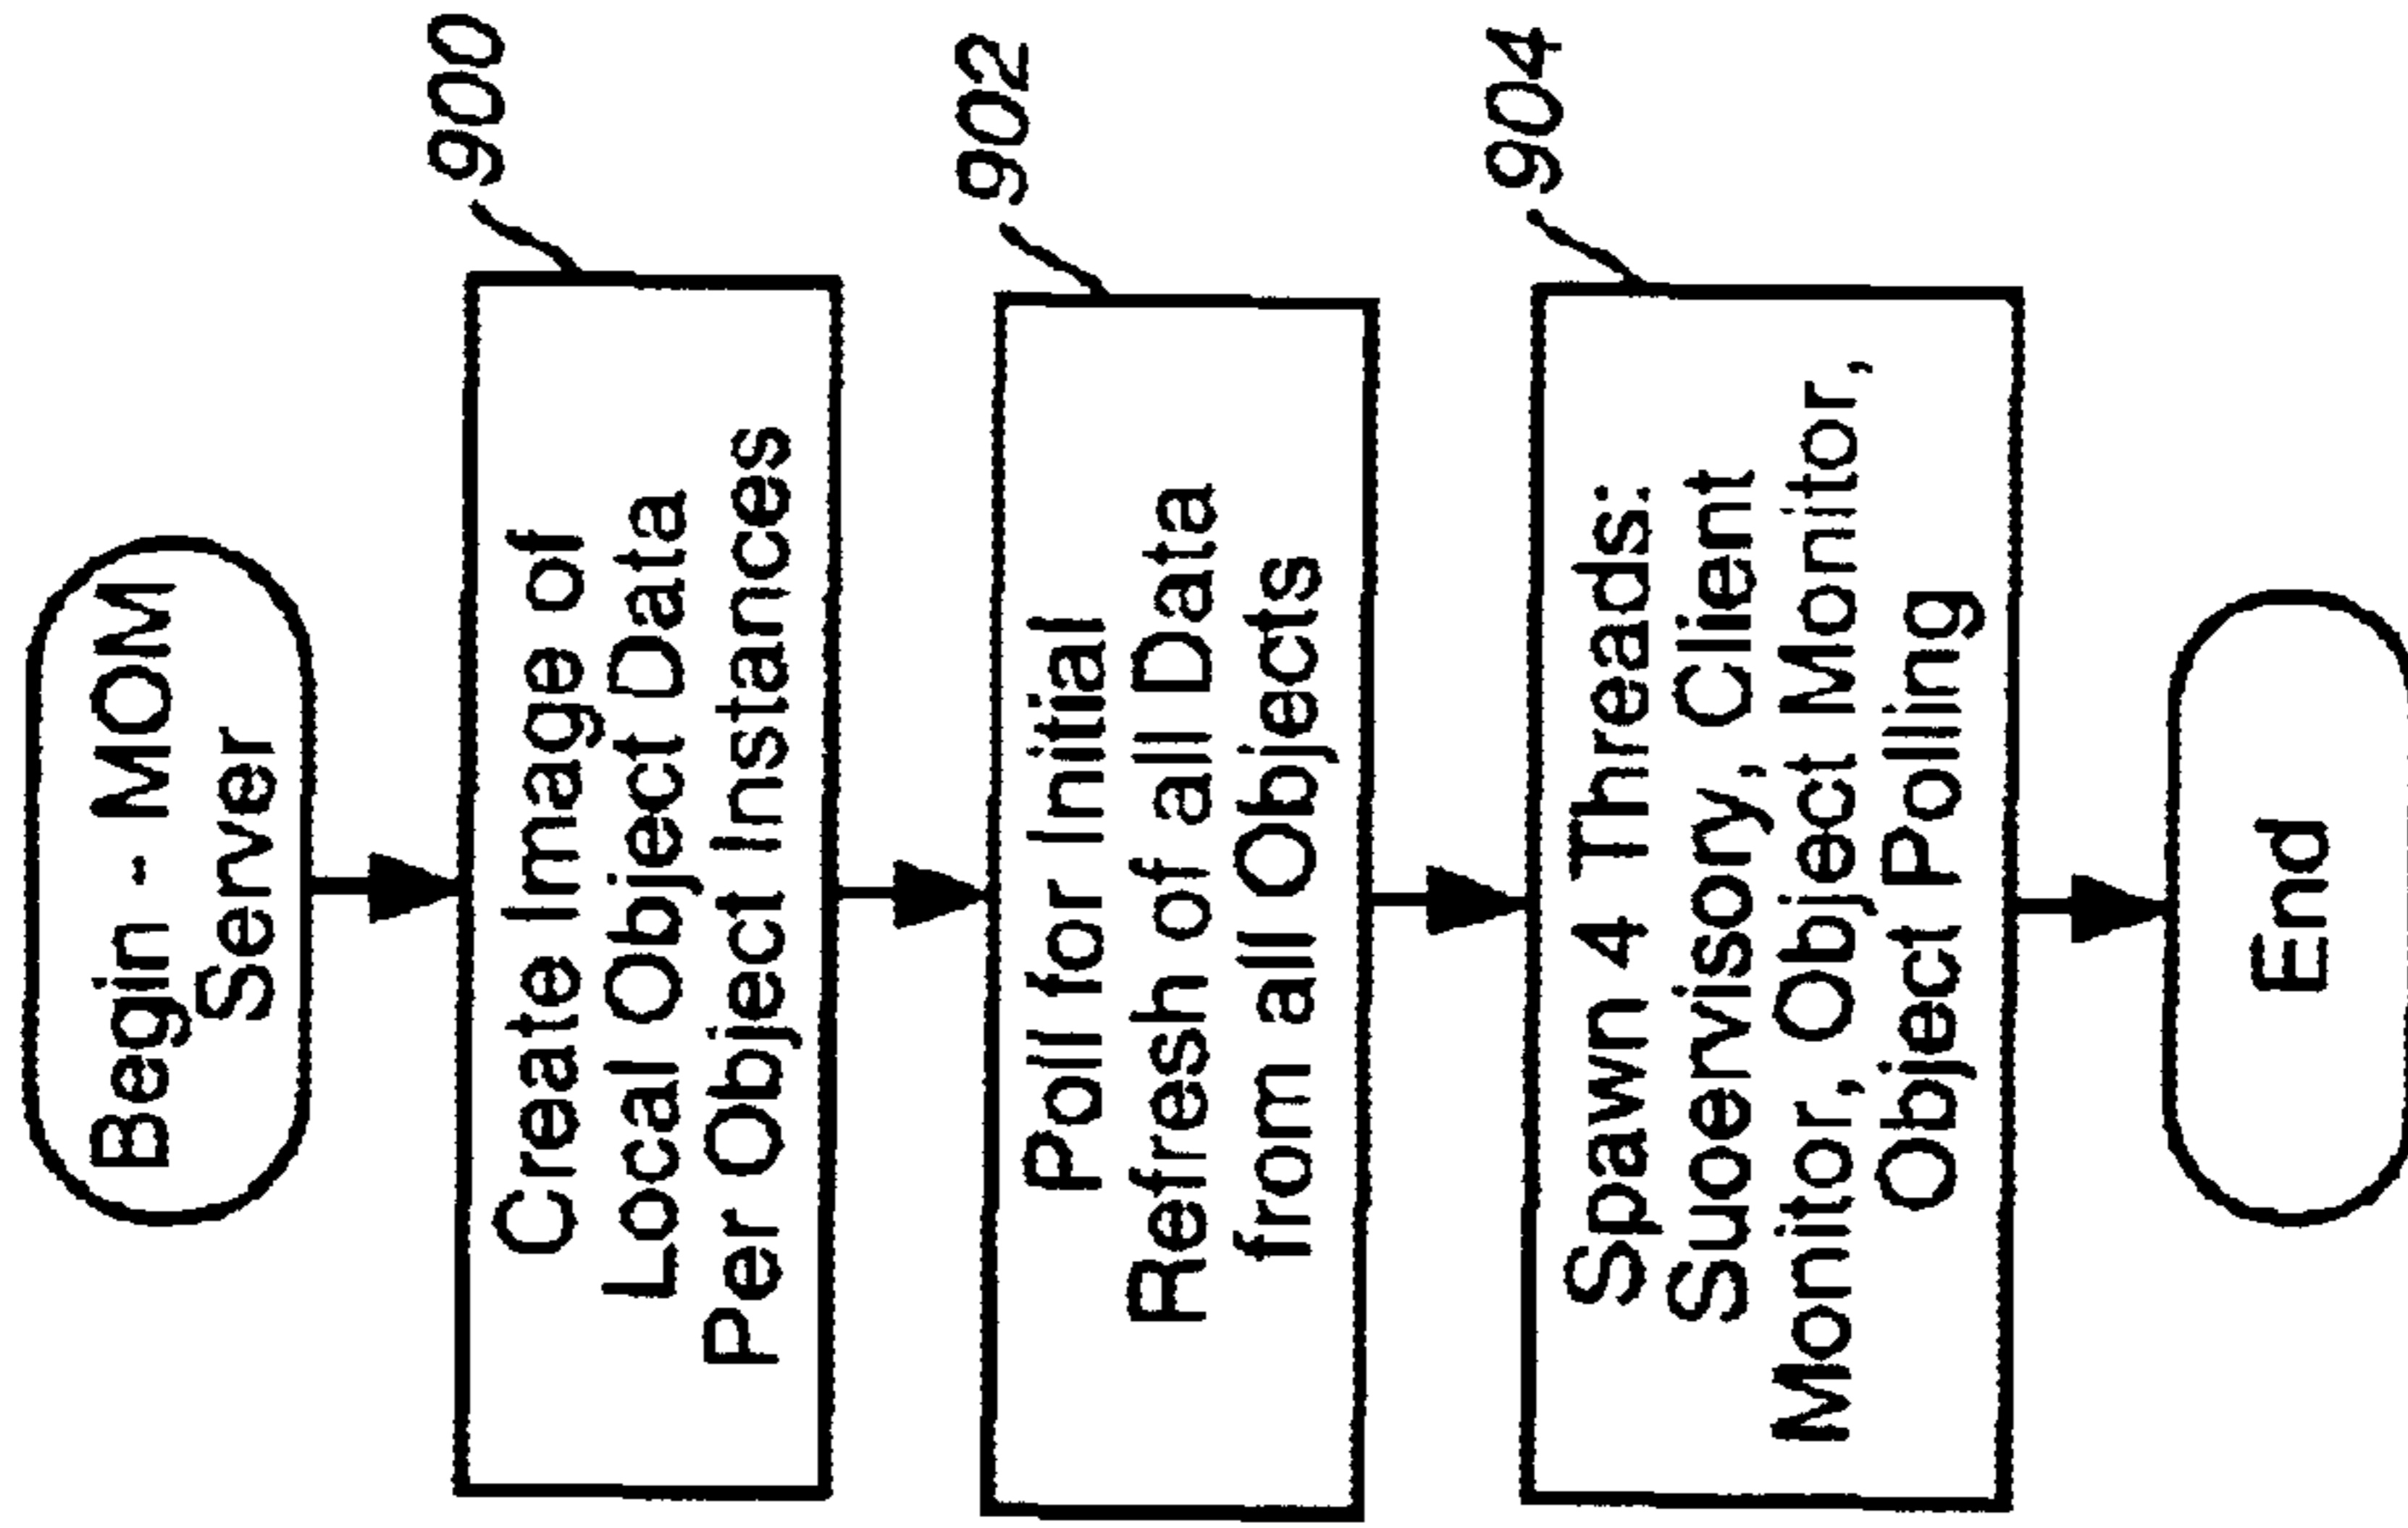 Begin - MOM
Server
900
Create Image of
Local Object Data
Per Object Instances
902
Poll for Initial
Refresh of all Data
from all Objects
904
Spawn 4 Threads:
Suoervisory, Client
Monitor, Object Monitor,
Object Polling
End